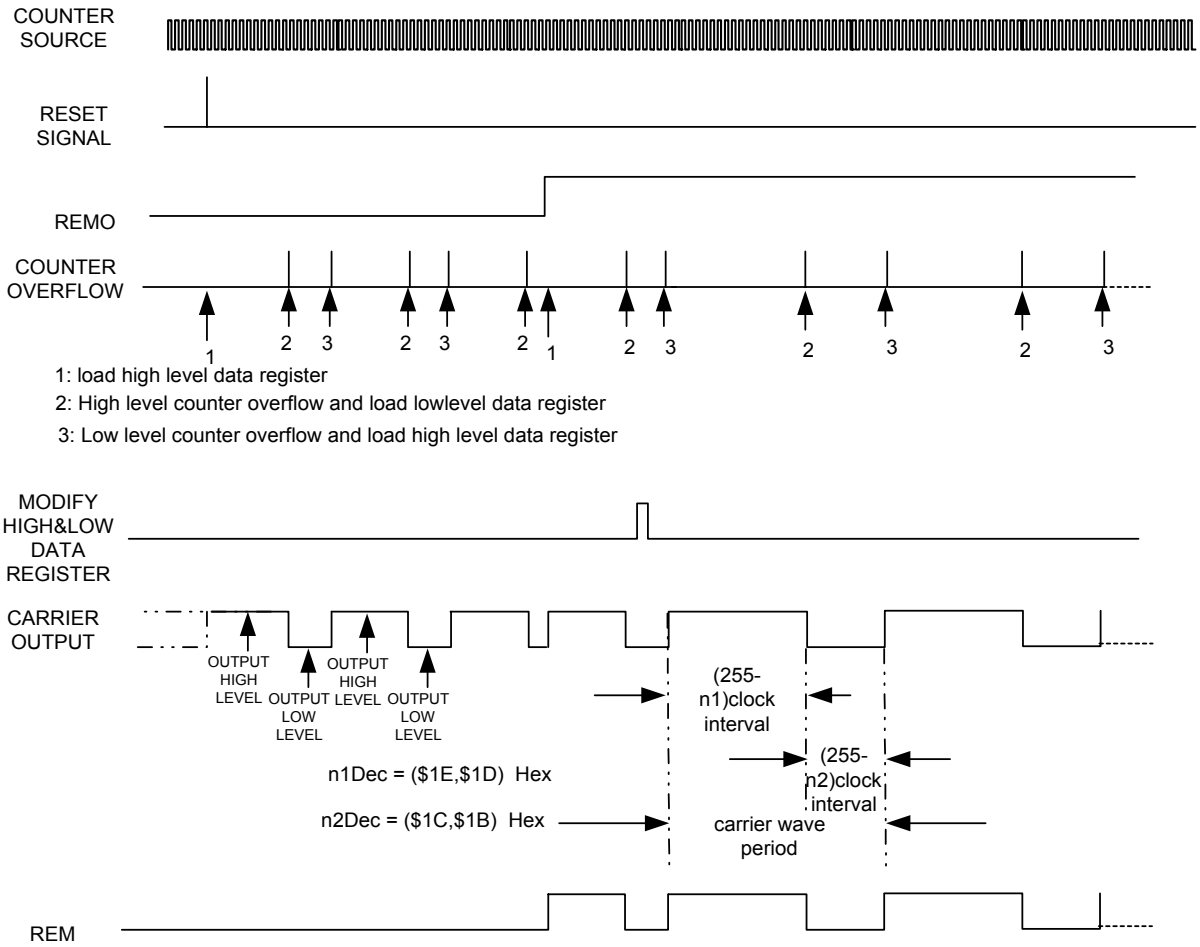 COUNTER
SOURCE
RESET
SIGNAL
REMO
COUNTER
OVERFLOW
1
2
3
2
3
2
1
2
3
2
3
2
3
1: load high level data register
2: High level counter overflow and load lowlevel data register
3: Low level counter overflow and load high level data register
MODIFY
HIGH&LOW
DATA
REGISTER
CARRIER
OUTPUT
OUTPUT
HIGH
LEVEL
OUTPUT
LOW
LEVEL
OUTPUT
HIGH
LEVEL
OUTPUT
LOW
LEVEL
(255-
n1)clock
interval
(255-
n2)clock
interval
n1Dec = ($1E,$1D) Hex
n2Dec = ($1C,$1B) Hex
carrier wave
period
REM